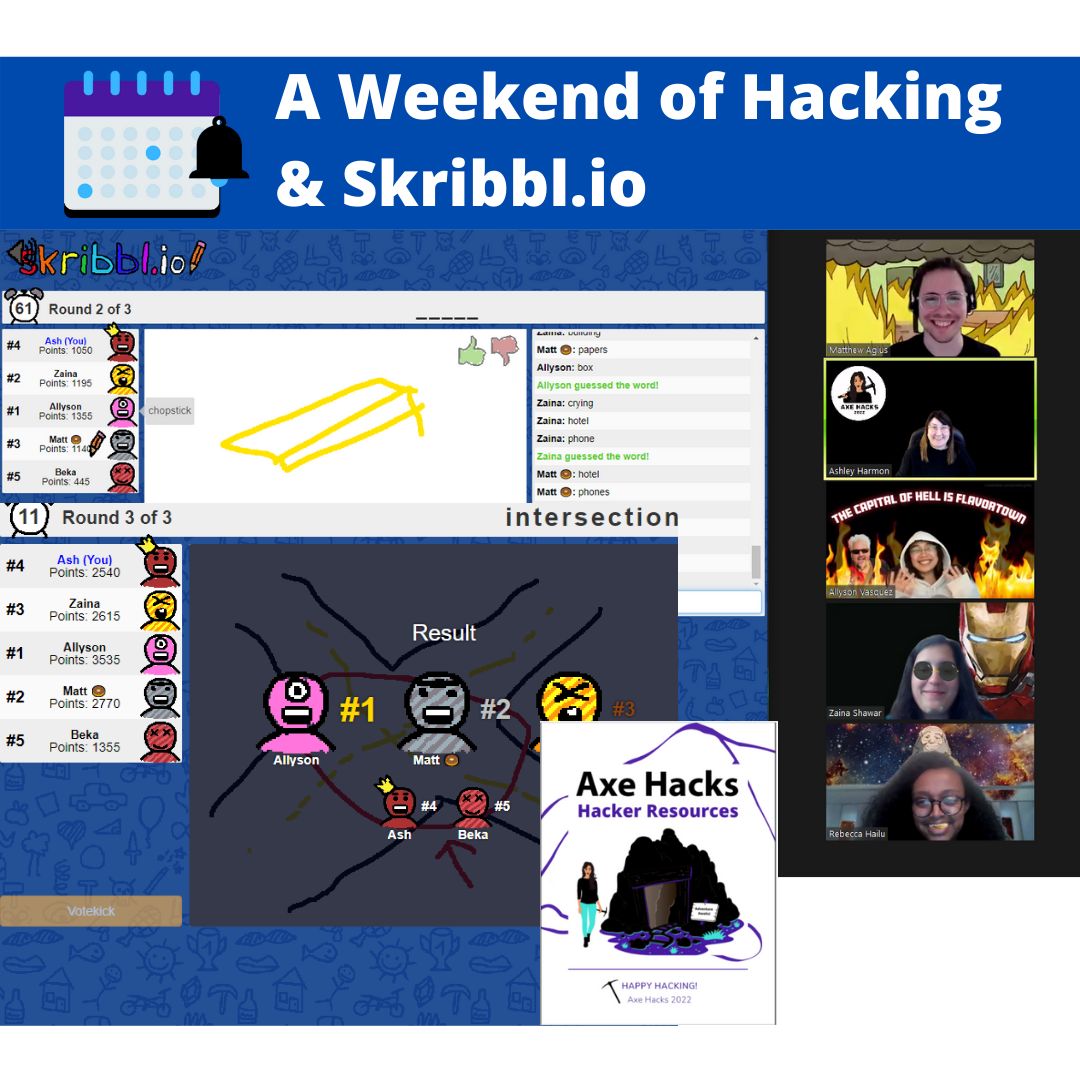 A Weekend of Hacking
& Skribbl.io
skribbl.io!
61
Round 2 of 3
_____
#4
Ash (You)
Points: 1050
#2
Zaina
Points: 1195
#1
Allyson
Points: 1355
#3
Matt
Points: 1140
#5
Beka
Points: 445
chopstick
Zaina: building
Matt: papers
Allyson: box
Allyson guessed the word!
Zaina: crying
Zaina: hotel
Zaina: phone
Zaina guessed the word!
Matt: hotel
Matt: phones
11
Round 3 of 3
intersection
#4
Ash (You)
Points: 2540
#3
Zaina
Points: 2615
#1
Allyson
Points: 3535
#2
Matt
Points: 2770
#5
Beka
Points: 1355
Votekick
Result
#1
Allyson
#2
Matt
#3
#4
Ash
#5
Beka
Axe Hacks
Hacker Resources
Adventure
Awaits!
HAPPY HACKING!
Axe Hacks 2022
Matthew Agius
AXE HACKS
2022
Ashley Harmon
THE CAPITAL OF HELL IS FLAVORTOWN
Allyson Vasquez
Zaina Shawar
Rebecca Hailu